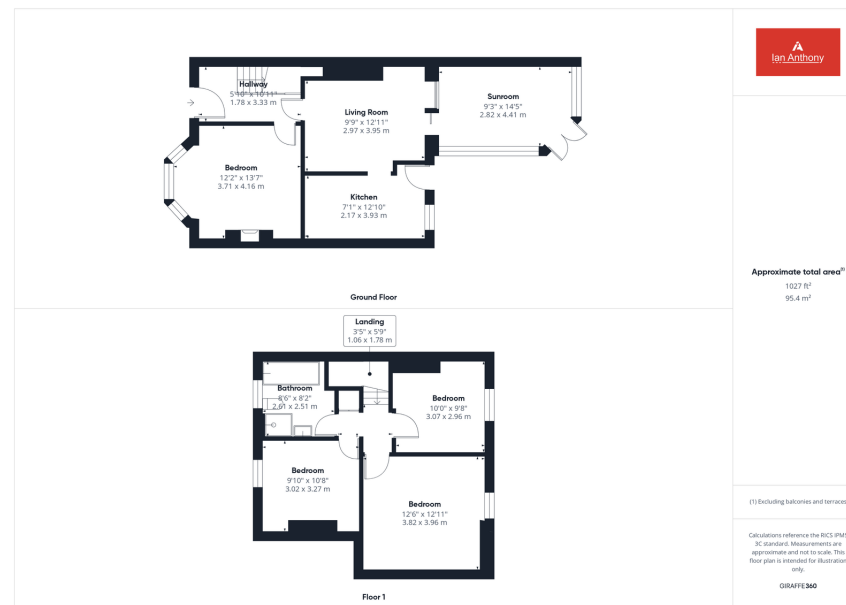 Ian Anthony
Hallway
5'10" x 10'11"
1.78 x 3.33 m
Living Room
9'9" x 12'11"
2.97 x 3.95 m
Sunroom
9'3" x 14'5"
2.82 x 4.41 m
Bedroom
12'2" x 13'7"
3.71 x 4.16 m
Kitchen
7'1" x 12'10"
2.17 x 3.93 m
Ground Floor
Approximate total area(1)
1027 ft²
95.4 m²
Landing
3'5" x 5'9"
1.06 x 1.78 m
Bathroom
8'6" x 8'2"
2.61 x 2.51 m
Bedroom
10'0" x 9'8"
3.07 x 2.96 m
Bedroom
9'10" x 10'8"
3.02 x 3.27 m
Bedroom
12'6" x 12'11"
3.82 x 3.96 m
Floor 1
(1) Excluding balconies and terraces
Calculations reference the RICS IPMS
3C standard. Measurements are
approximate and not to scale. This
floor plan is intended for illustration
only.
GIRAFFE360